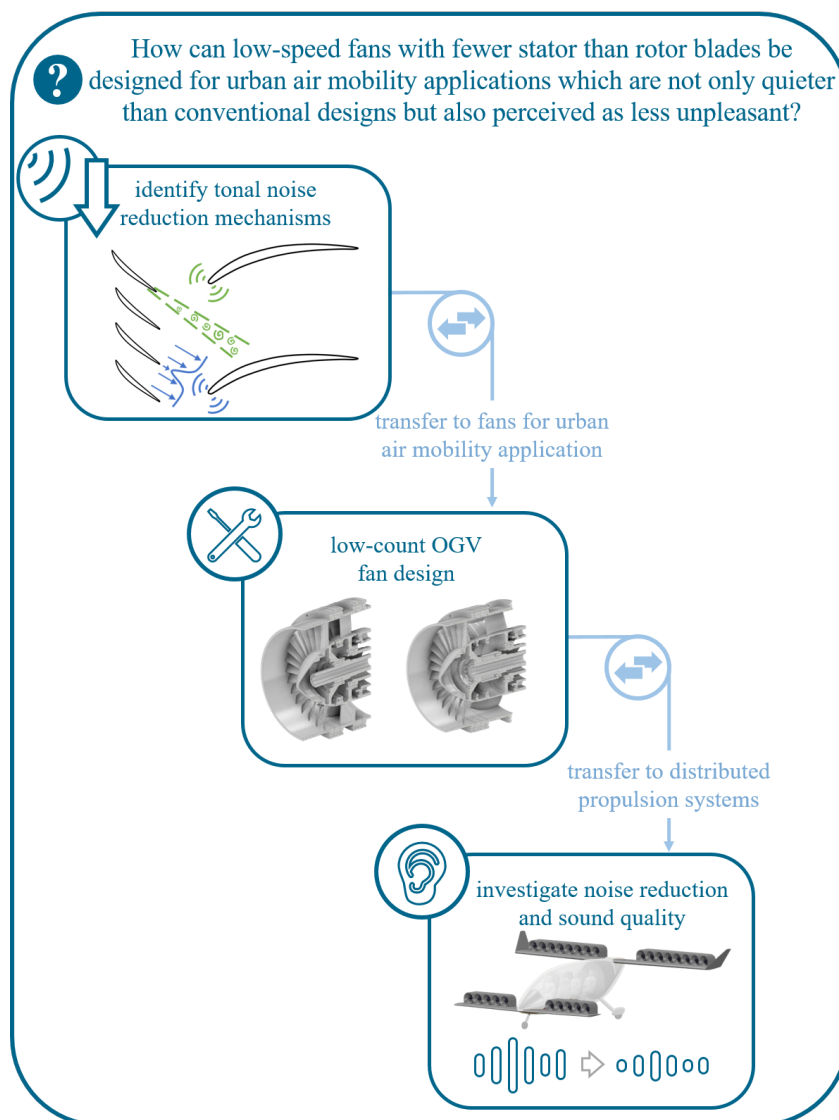 How can low-speed fans with fewer stator than rotor blades be
designed for urban air mobility applications which are not only quieter
than conventional designs but also perceived as less unpleasant?
?
identify tonal noise
reduction mechanisms
transfer to fans for urban
air mobility application
low-count OGV
fan design
transfer to distributed
propulsion systems
investigate noise reduction
and sound quality